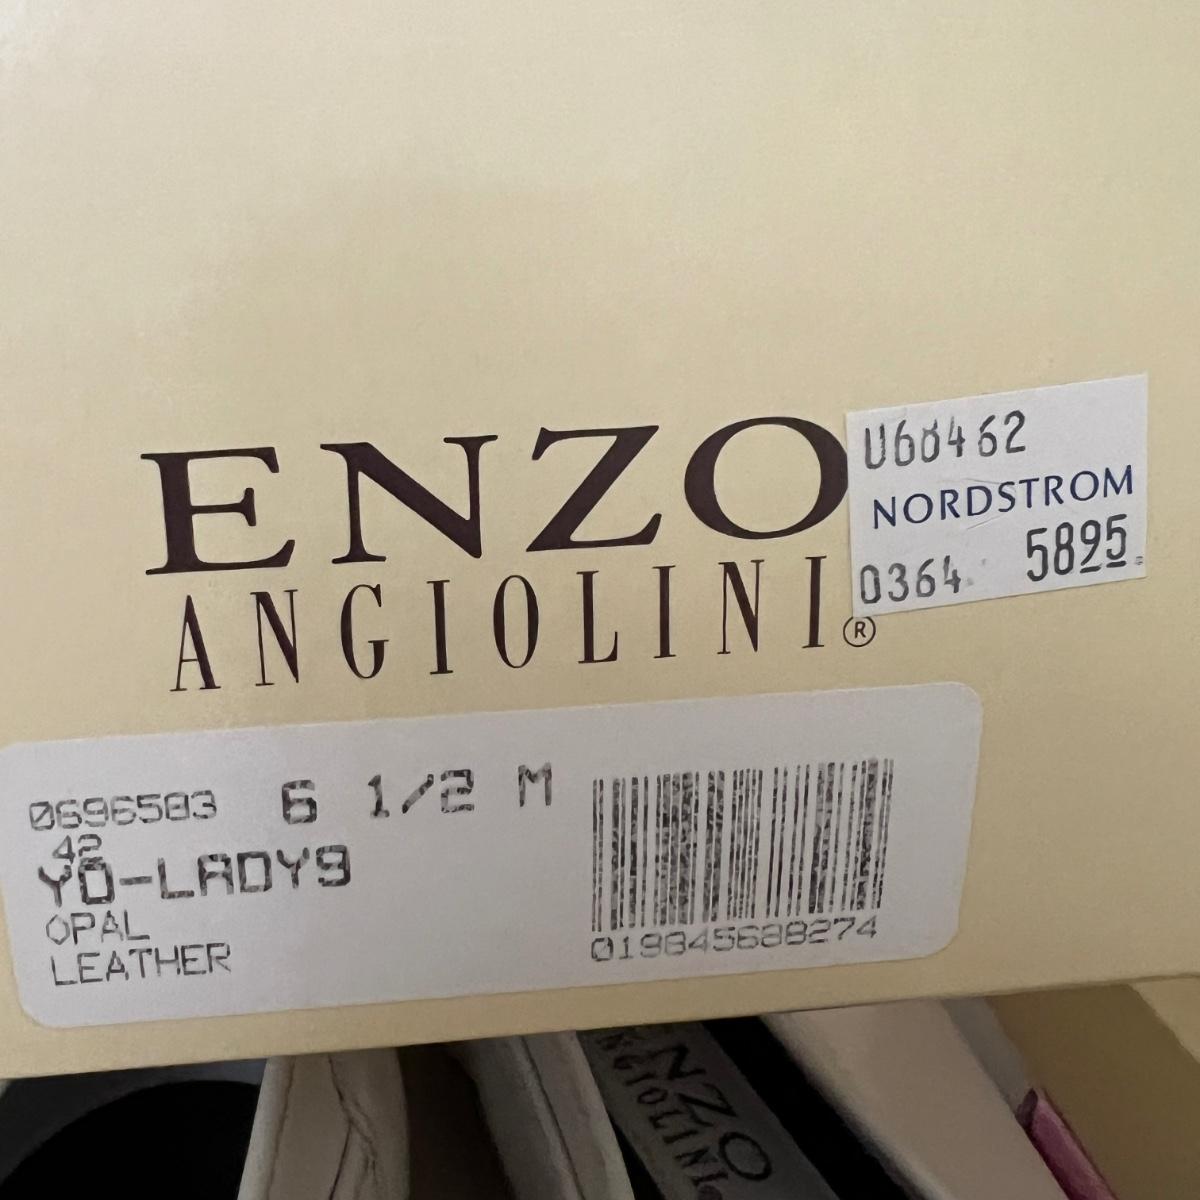 ENZO
ANGIOLINI®
U68462
NORDSTROM
0364 5895
0696583 6 1/2 M
42
YO-LADY9
OPAL
LEATHER
019845688274
ENZO
ANGIOLINI